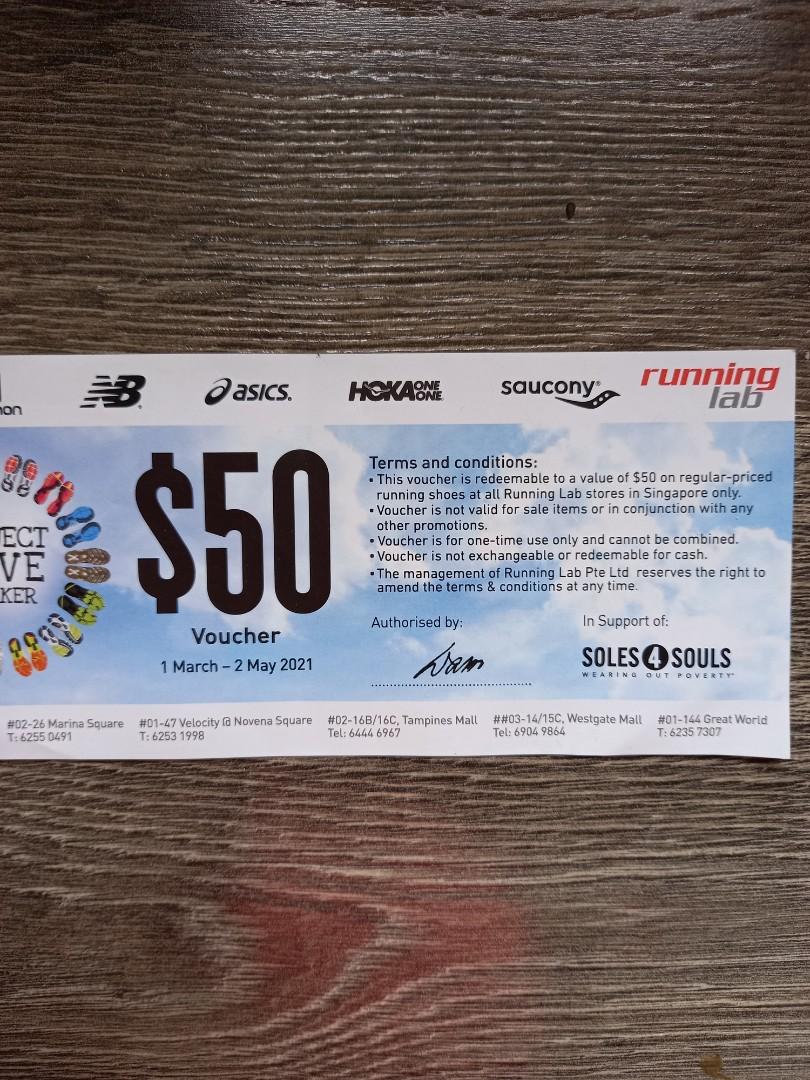 NB
asics.
HOKA ONE ONE
saucony®
running
lab
$50
Voucher
1 March – 2 May 2021
Terms and conditions:
• This voucher is redeemable to a value of $50 on regular-priced
running shoes at all Running Lab stores in Singapore only.
• Voucher is not valid for sale items or in conjunction with any
other promotions.
• Voucher is for one-time use only and cannot be combined.
• Voucher is not exchangeable or redeemable for cash.
• The management of Running Lab Pte Ltd reserves the right to
amend the terms & conditions at any time.
Authorised by:
In Support of:
SOLES4SOULS
WEARING OUT POVERTY
#02-26 Marina Square
T: 6255 0491
#01-47 Velocity @ Novena Square
T: 6253 1998
#02-16B/16C, Tampines Mall
Tel: 6444 6967
##03-14/15C, Westgate Mall
Tel: 6904 9864
#01-144 Great World
T: 6235 7307